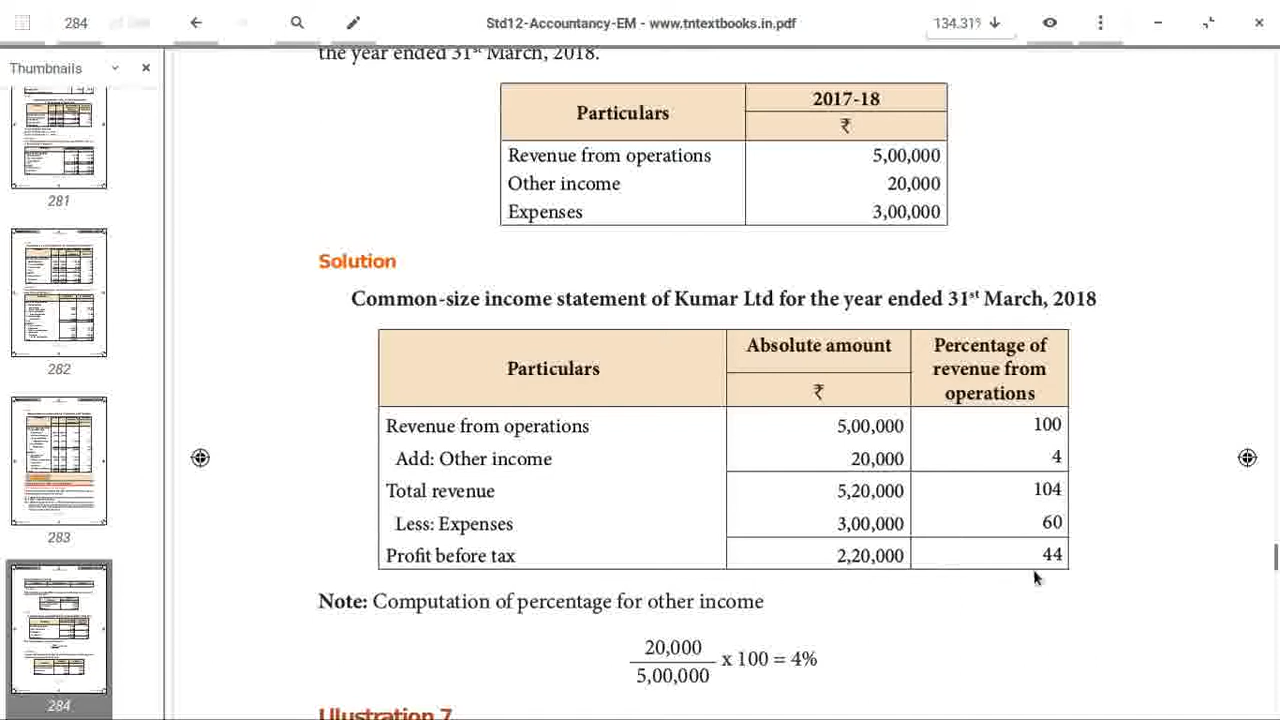 284
Std12-Accountancy-EM - www.tntextbooks.in.pdf
134.31%
Thumbnails
281
282
283
284
the year ended 31st March, 2018.
Particulars 2017-18
₹
Revenue from operations 5,00,000
Other income 20,000
Expenses 3,00,000
Solution
Common-size income statement of Kumar Ltd for the year ended 31st March, 2018
Particulars Absolute amount ₹ Percentage of
revenue from
operations
Revenue from operations 5,00,000 100
Add: Other income 20,000 4
Total revenue 5,20,000 104
Less: Expenses 3,00,000 60
Profit before tax 2,20,000 44
Note: Computation of percentage for other income
20,000
5,00,000 x 100 = 4%
Illustration 7